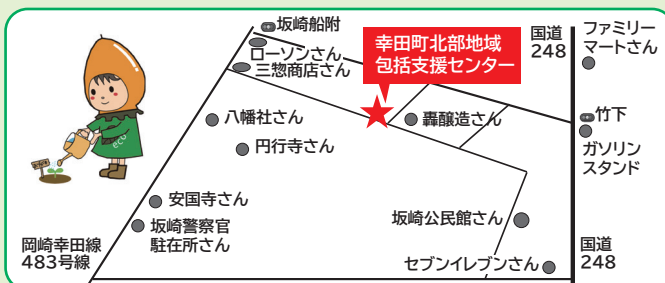 坂崎船附
ローソンさん
三惣商店さん
幸田町北部地域
包括支援センター
国道
248
ファミリー
マートさん
八幡社さん
轟醸造さん
竹下
円行寺さん
ガソリン
スタンド
eco
安国寺さん
坂崎警察官
駐在所さん
坂崎公民館さん
岡崎幸田線
483号線
セブンイレブンさん
国道
248